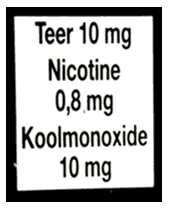 Teer 10 mg
Nicotine
0,8 mg
Koolmonoxide
10 mg